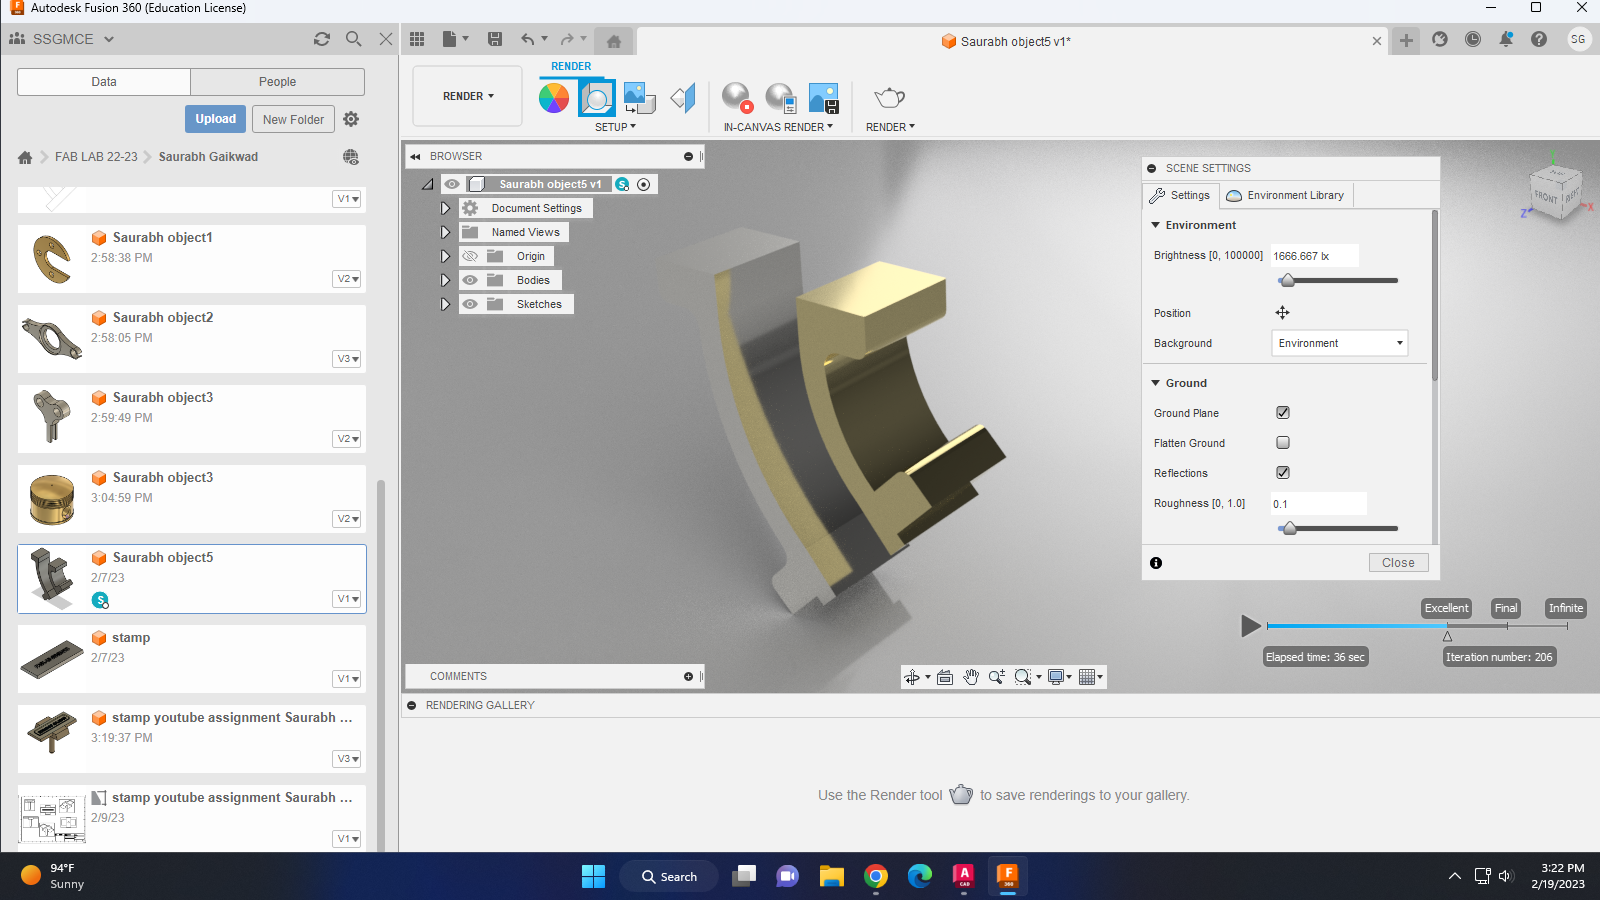 Autodesk Fusion 360 (Education License)
SSGMCE
Saurabh object5 v1*
SG
Data
People
Upload
New Folder
FAB LAB 22-23
Saurabh Gaikwad
V1
Saurabh object1
2:58:38 PM
V2
Saurabh object2
2:58:05 PM
V3
Saurabh object3
2:59:49 PM
V2
Saurabh object3
3:04:59 PM
V2
Saurabh object5
2/7/23
S
V1
stamp
2/7/23
V1
stamp youtube assignment Saurabh ...
3:19:37 PM
V3
stamp youtube assignment Saurabh ...
2/9/23
V1
RENDER
RENDER
SETUP
IN-CANVAS RENDER
RENDER
BROWSER
Saurabh object5 v1
S
Document Settings
Named Views
Origin
Bodies
Sketches
SCENE SETTINGS
Settings
Environment Library
Environment
Brightness [0, 100000]
1666.667 lx
Position
Background
Environment
Ground
Ground Plane
Flatten Ground
Reflections
Roughness [0, 1.0]
0.1
Close
FRONT
Z
X
Excellent
Final
Infinite
Elapsed time: 36 sec
Iteration number: 206
COMMENTS
RENDERING GALLERY
Use the Render tool to save renderings to your gallery.
94°F
Sunny
Search
A
CAD
F
360
3:22 PM
2/19/2023